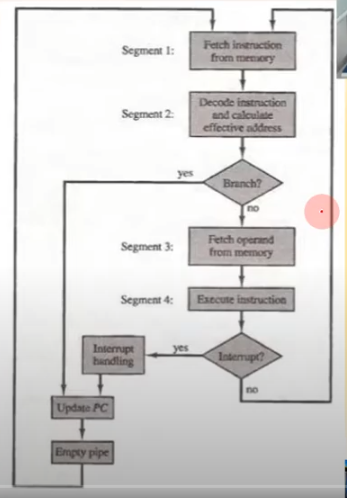 Segment 1:
Fetch instruction
from memory
Segment 2:
Decode instruction
and calculate
effective address
Branch?
yes
no
Segment 3:
Fetch operand
from memory
Segment 4:
Execute instruction
Interrupt?
yes
no
Interrupt
handling
Update PC
Empty pipe